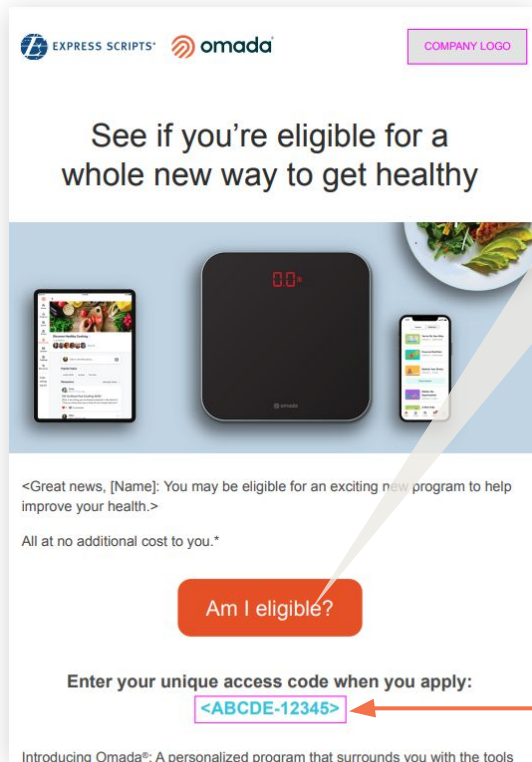 EXPRESS SCRIPTS®
omada
COMPANY LOGO
See if you’re eligible for a
whole new way to get healthy
0.0
omada
<Great news, [Name]: You may be eligible for an exciting new program to help
improve your health.>
All at no additional cost to you.*
Am I eligible?
Enter your unique access code when you apply:
<ABCDE-12345>
Introducing Omada®: A personalized program that surrounds you with the tools